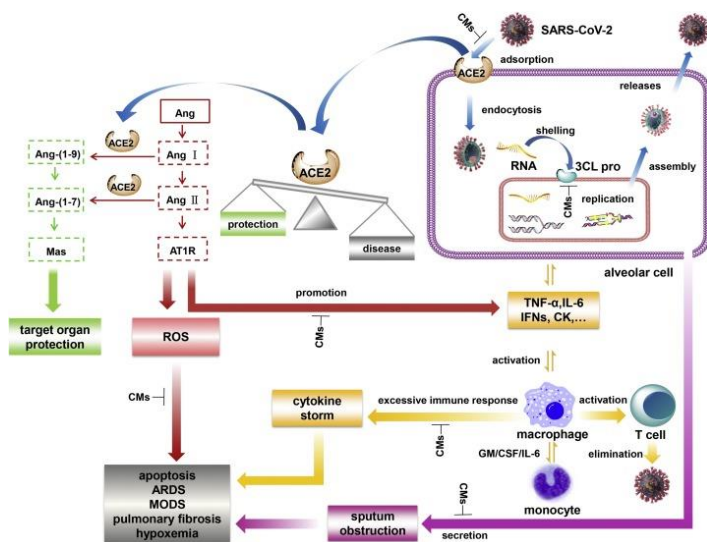 CMs
SARS-CoV-2
adsorption
ACE2
releases
endocytosis
shelling
RNA
3CL pro
assembly
CMs
replication
alveolar cell
Ang
ACE2
Ang-(1-9)
Ang Ⅰ
ACE2
ACE2
Ang-(1-7)
Ang Ⅱ
protection
disease
Mas
AT1R
promotion
CMs
TNF-α,IL-6
IFNs, CK,...
target organ
protection
ROS
activation
CMs
cytokine
storm
excessive immune response
CMs
macrophage
activation
T cell
GM/CSF/IL-6
elimination
monocyte
apoptosis
ARDS
MODS
pulmonary fibrosis
hypoxemia
sputum
obstruction
CMs
secretion